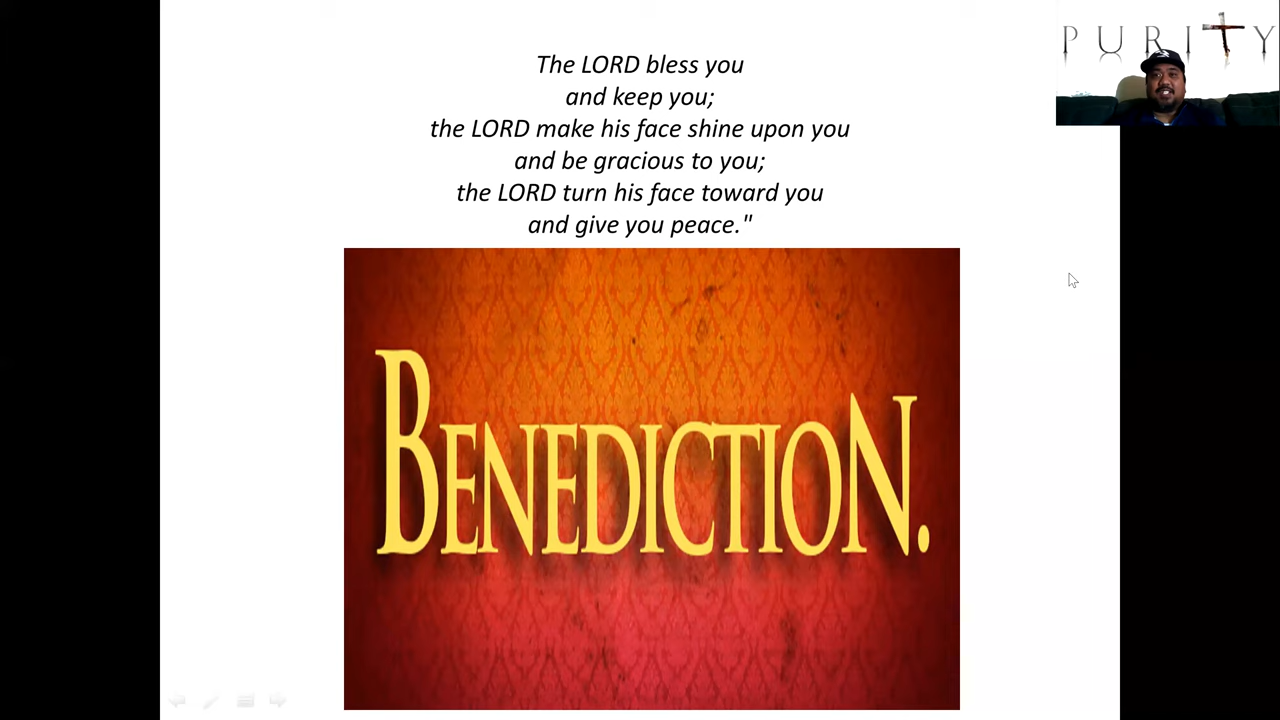 The LORD bless you
and keep you;
the LORD make his face shine upon you
and be gracious to you;
the LORD turn his face toward you
and give you peace."
BENEDICTION.
PURITY